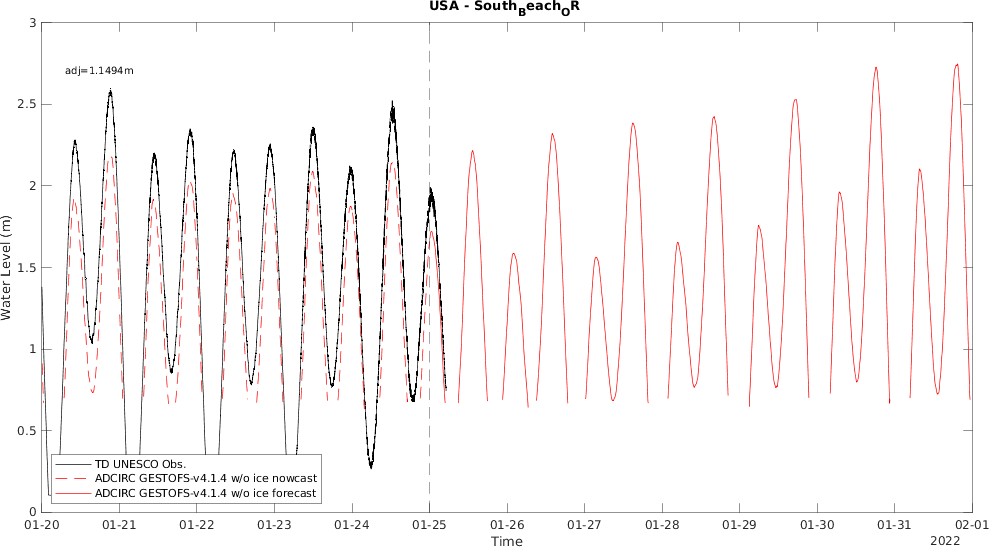 USA - South_Beach_OR
3
adj=1.1494m
2.5
2
1.5
1
0.5
0
Water Level (m)
TD UNESCO Obs.
ADCIRC GESTOFS-v4.1.4 w/o ice nowcast
ADCIRC GESTOFS-v4.1.4 w/o ice forecast
01-20 01-21 01-22 01-23 01-24 01-25 01-26 01-27 01-28 01-29 01-30 01-31 02-01
Time
2022